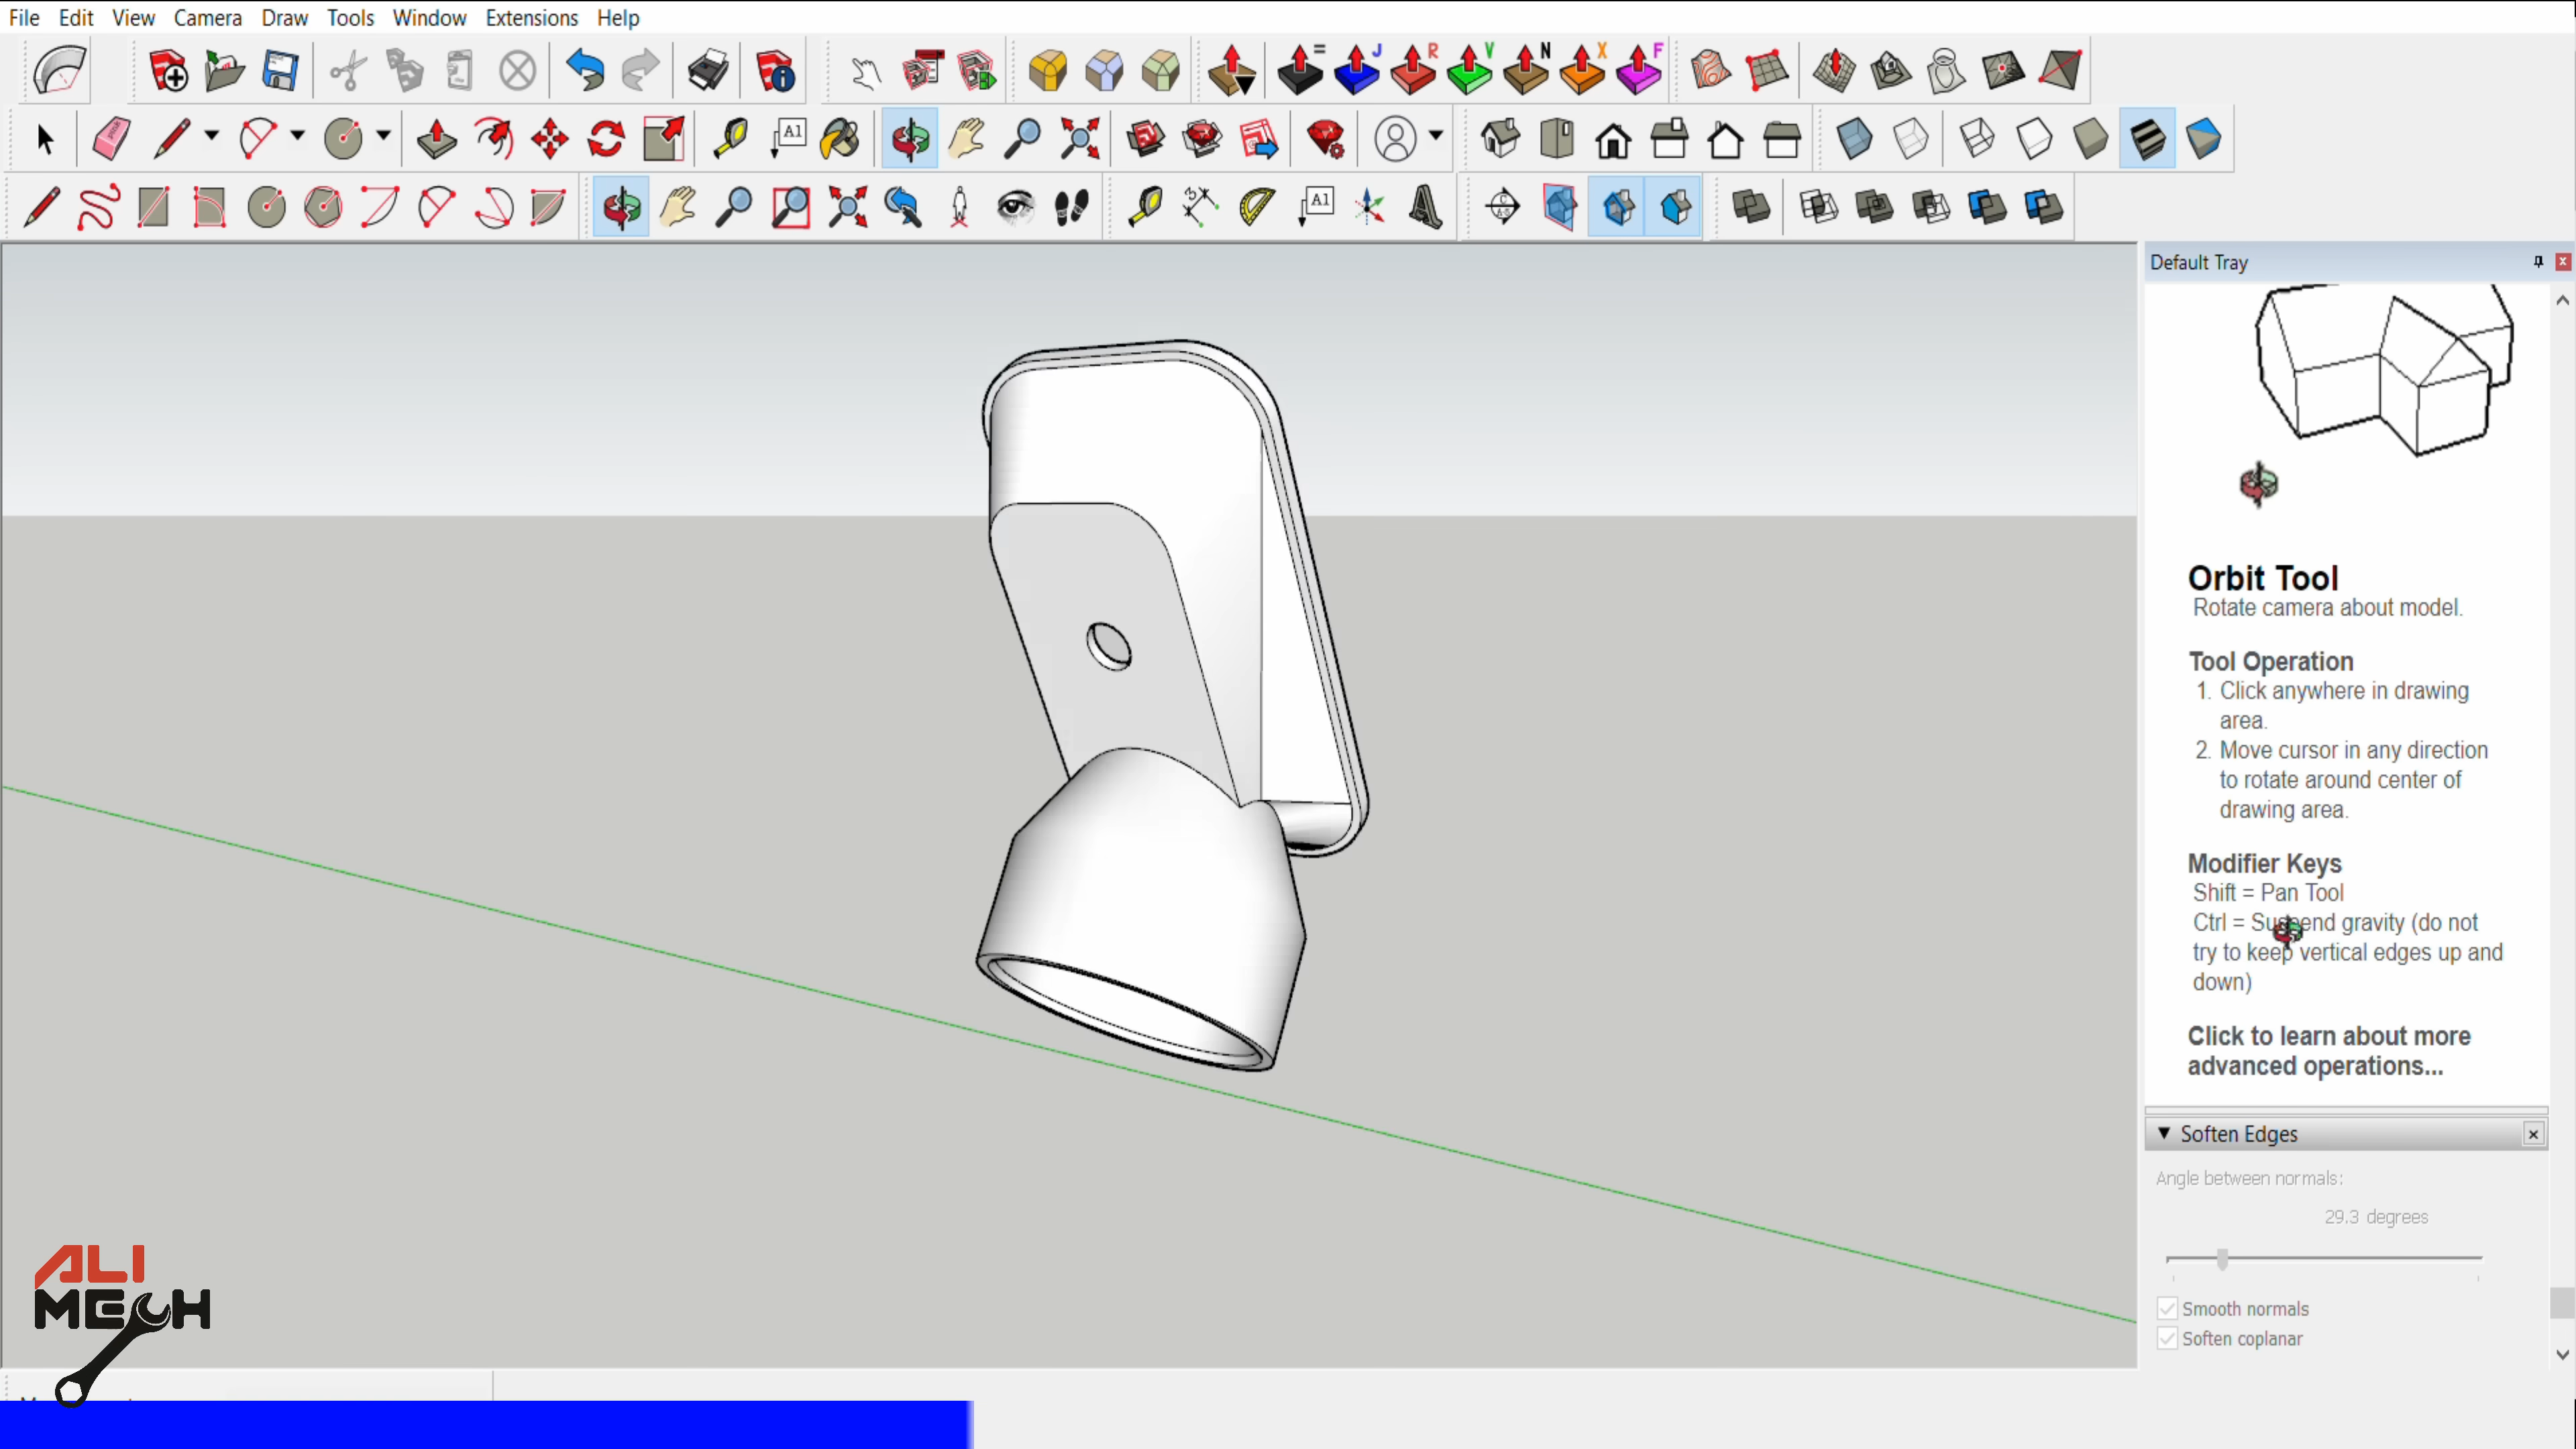 File Edit View Camera Draw Tools Window Extensions Help
= J R V N X F
A1
A1
Default Tray
Orbit Tool
Rotate camera about model.
Tool Operation
1. Click anywhere in drawing
area.
2. Move cursor in any direction
to rotate around center of
drawing area.
Modifier Keys
Shift = Pan Tool
Ctrl = Suspend gravity (do not
try to keep vertical edges up and
down)
Click to learn about more
advanced operations...
Soften Edges
Angle between normals:
29.3 degrees
Smooth normals
Soften coplanar
ALI
MECH